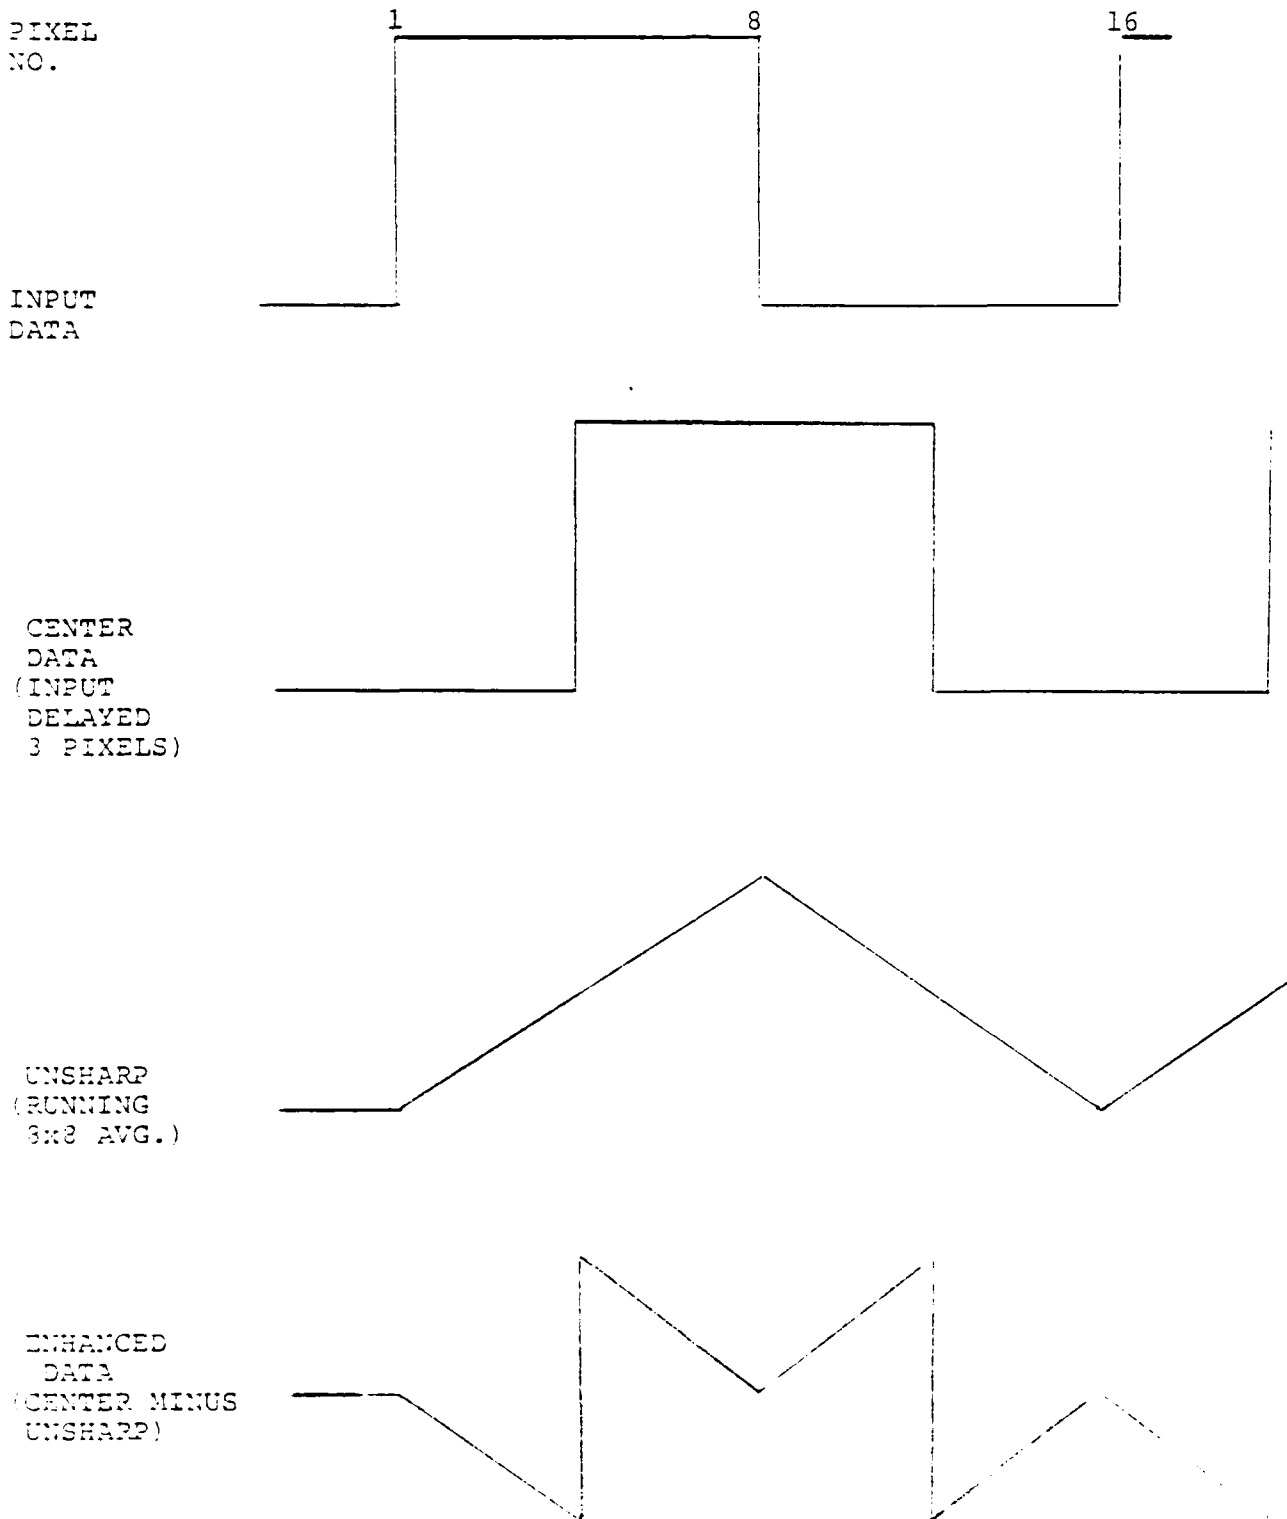 PIXEL
NO.
1 8 16
INPUT
DATA
CENTER
DATA
(INPUT
DELAYED
3 PIXELS)
UNSHARP
(RUNNING
8x8 AVG.)
ENHANCED
DATA
(CENTER MINUS
UNSHARP)